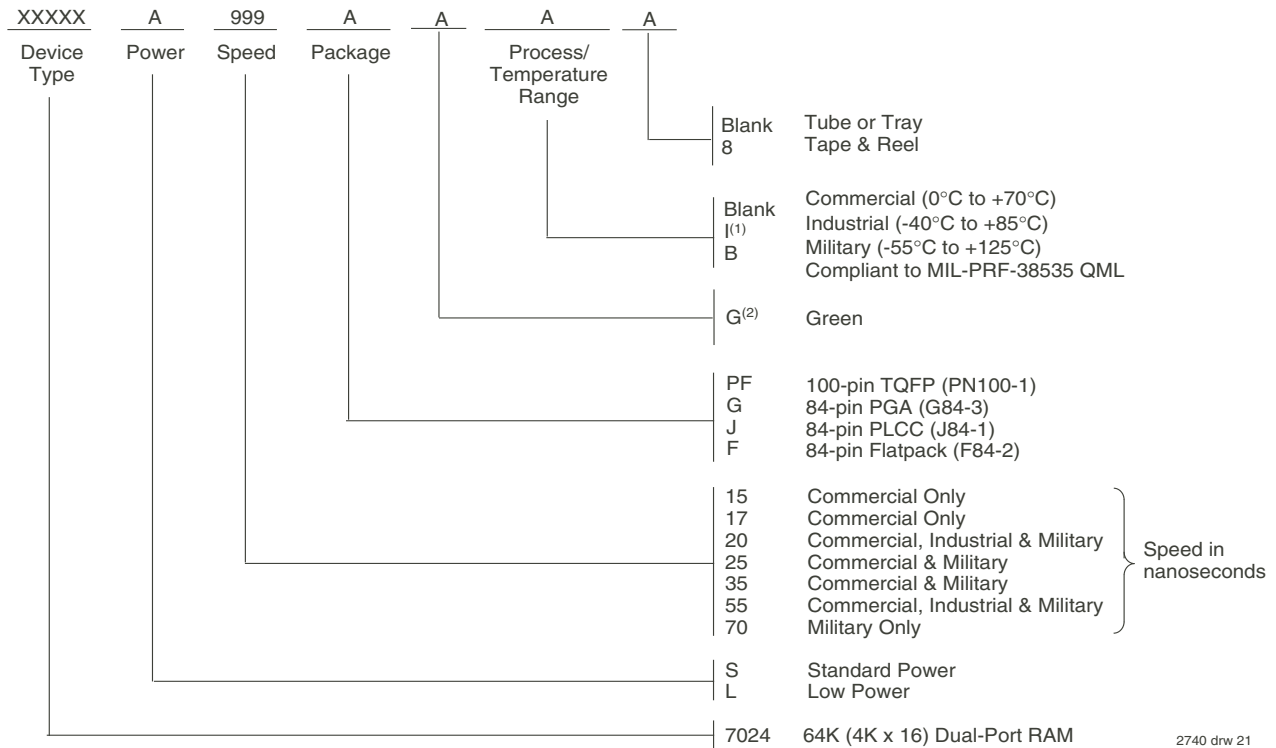 XXXXX A 999 A A A A
Device Type Power Speed Package Process/ Temperature Range
Blank Tube or Tray
8 Tape & Reel
Blank Commercial (0°C to +70°C)
I(1) Industrial (-40°C to +85°C)
B Military (-55°C to +125°C)
Compliant to MIL-PRF-38535 QML
G(2) Green
PF 100-pin TQFP (PN100-1)
G 84-pin PGA (G84-3)
J 84-pin PLCC (J84-1)
F 84-pin Flatpack (F84-2)
15 Commercial Only
17 Commercial Only
20 Commercial, Industrial & Military
25 Commercial & Military
35 Commercial & Military
55 Commercial, Industrial & Military
70 Military Only
Speed in
nanoseconds
S Standard Power
L Low Power
7024 64K (4K x 16) Dual-Port RAM
2740 drw 21